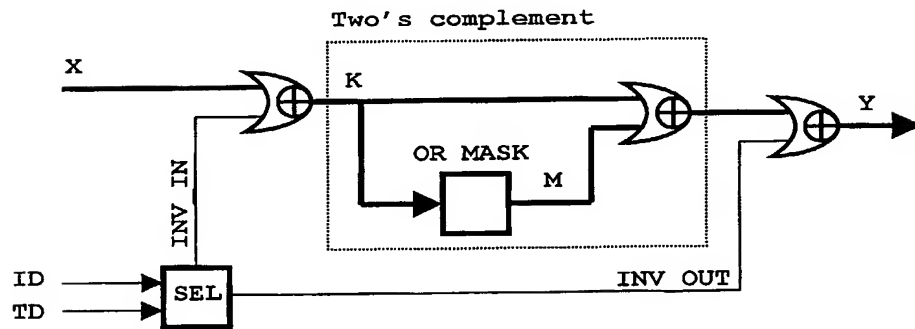 Two's complement
X
K
Y
OR MASK
M
INV IN
ID
SEL
INV OUT
TD